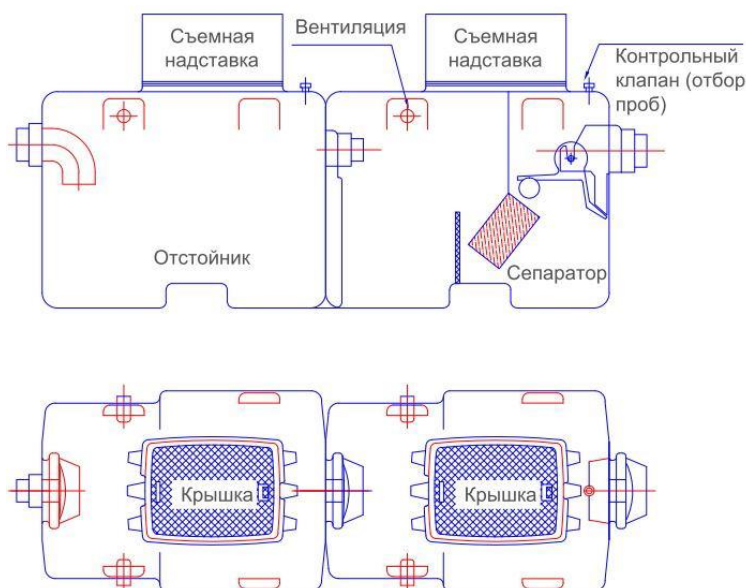 Съемная
надставка
Вентиляция
Съемная
надставка
Контрольный
клапан (отбор
проб)
Отстойник
Сепаратор
Крышка
Крышка